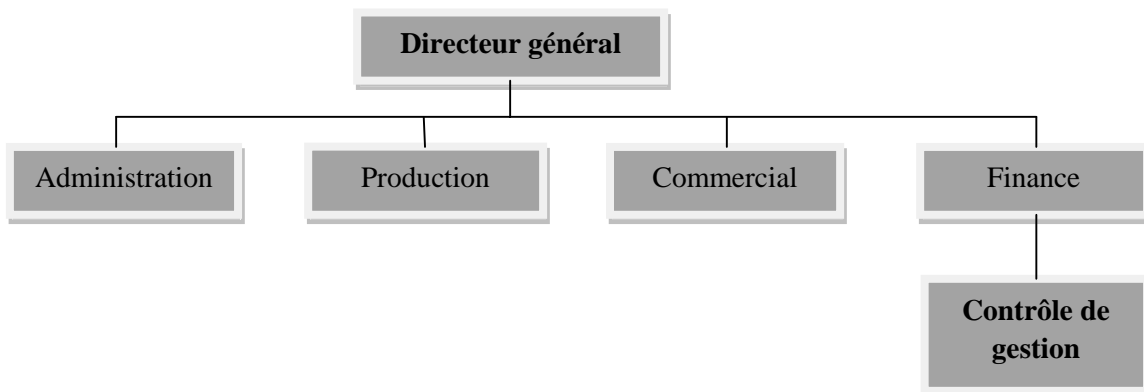 Directeur général
Administration
Production
Commercial
Finance
Contrôle de
gestion